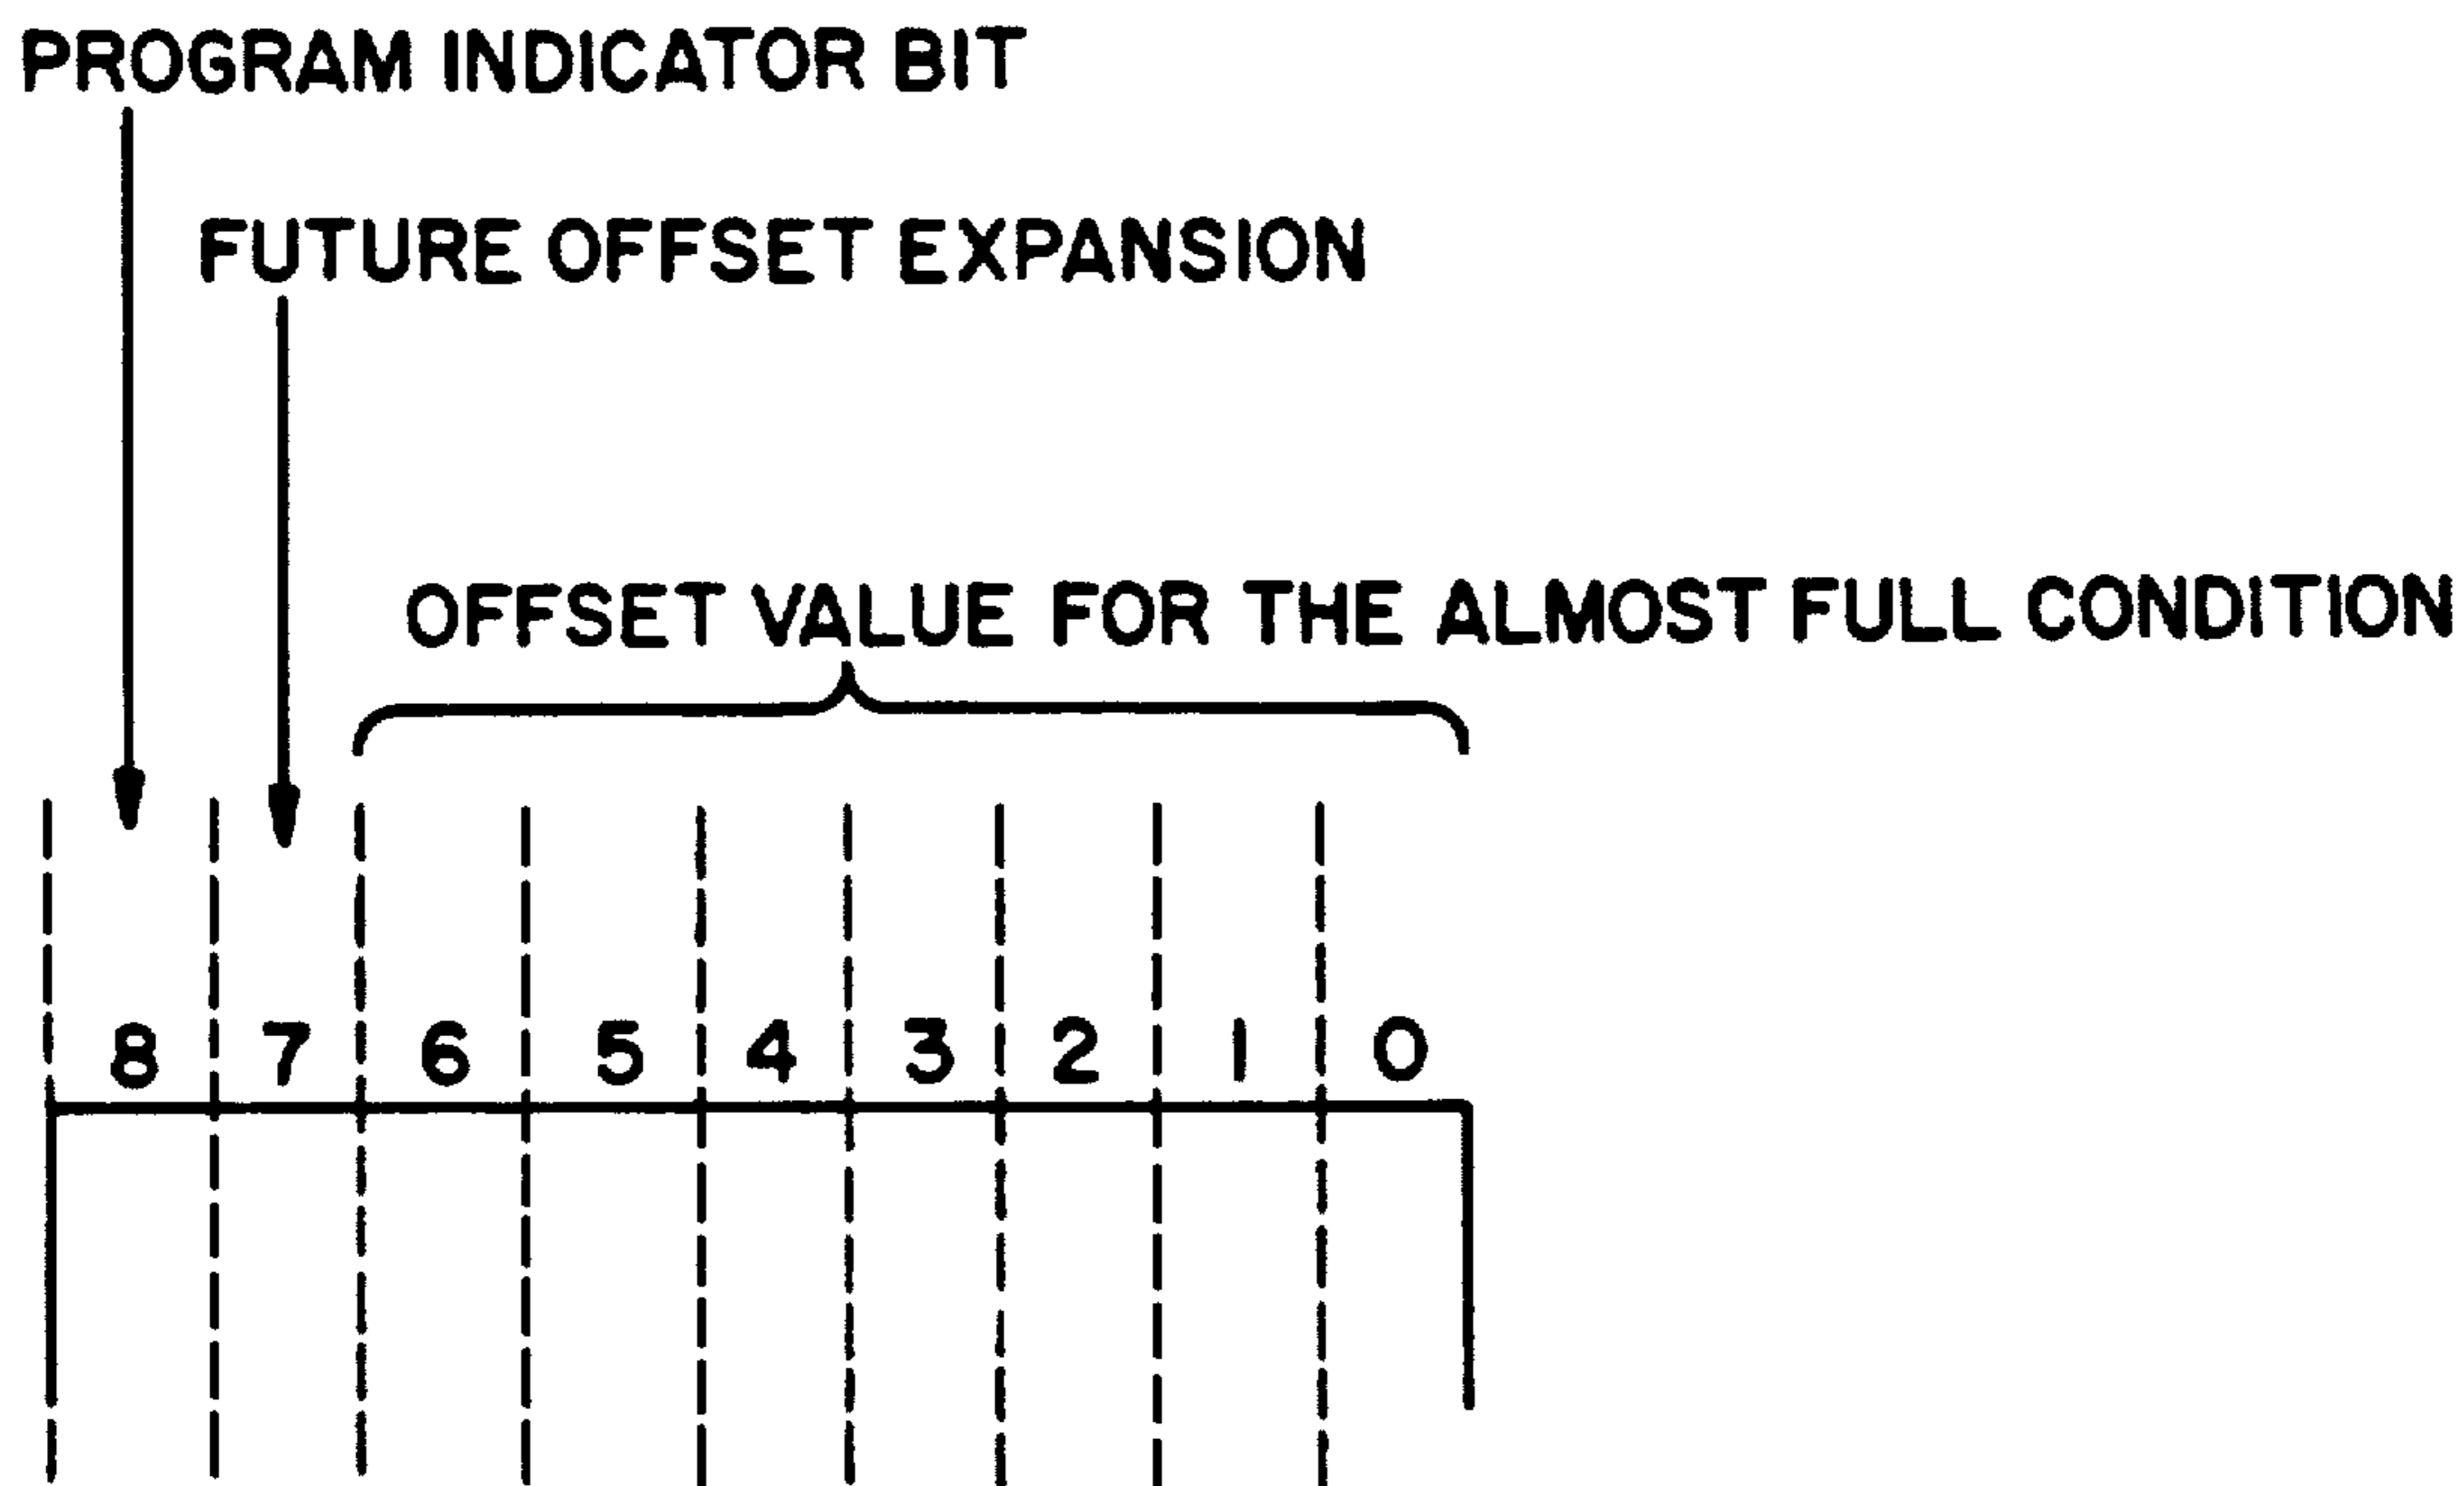 PROGRAM INDICATOR BIT
FUTURE OFFSET EXPANSION
OFFSET VALUE FOR THE ALMOST FULL CONDITION
8 7 6 5 4 3 2 1 0